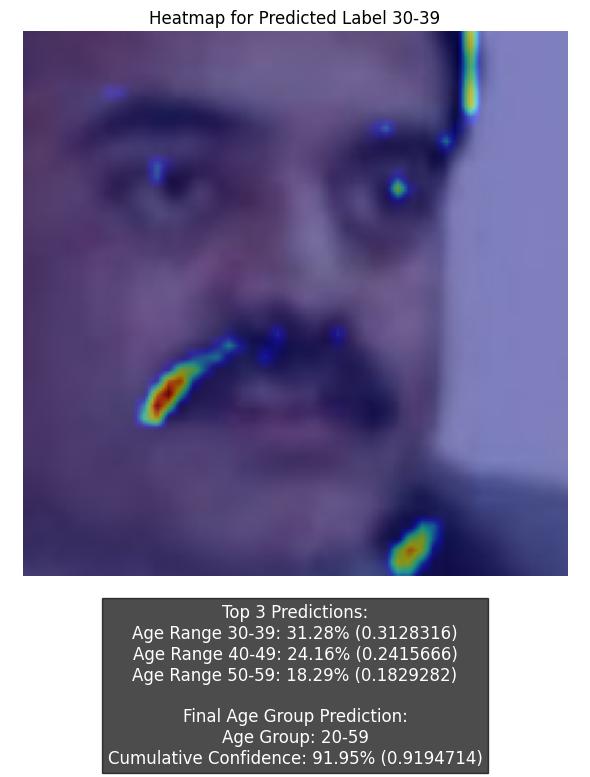 Heatmap for Predicted Label 30-39
Top 3 Predictions:
Age Range 30-39: 31.28% (0.3128316)
Age Range 40-49: 24.16% (0.2415666)
Age Range 50-59: 18.29% (0.1829282)
Final Age Group Prediction:
Age Group: 20-59
Cumulative Confidence: 91.95% (0.9194714)